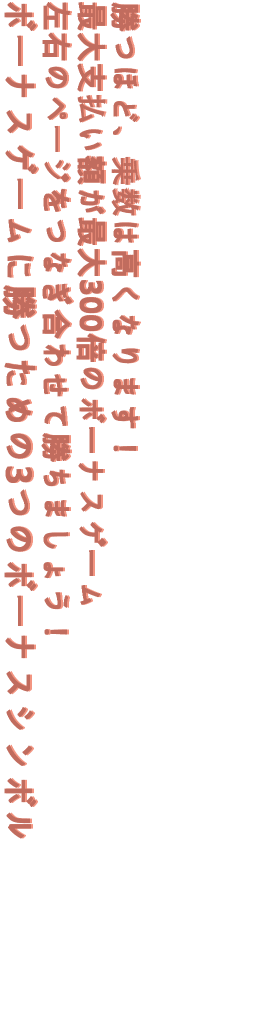 勝つほど、乗数は高くなります！
最大支払い額が最大300倍のボーナスゲーム
左右のページをつなぎ合わせて勝ちましょう！
ボーナスゲームに勝つための3つのボーナスシンボル